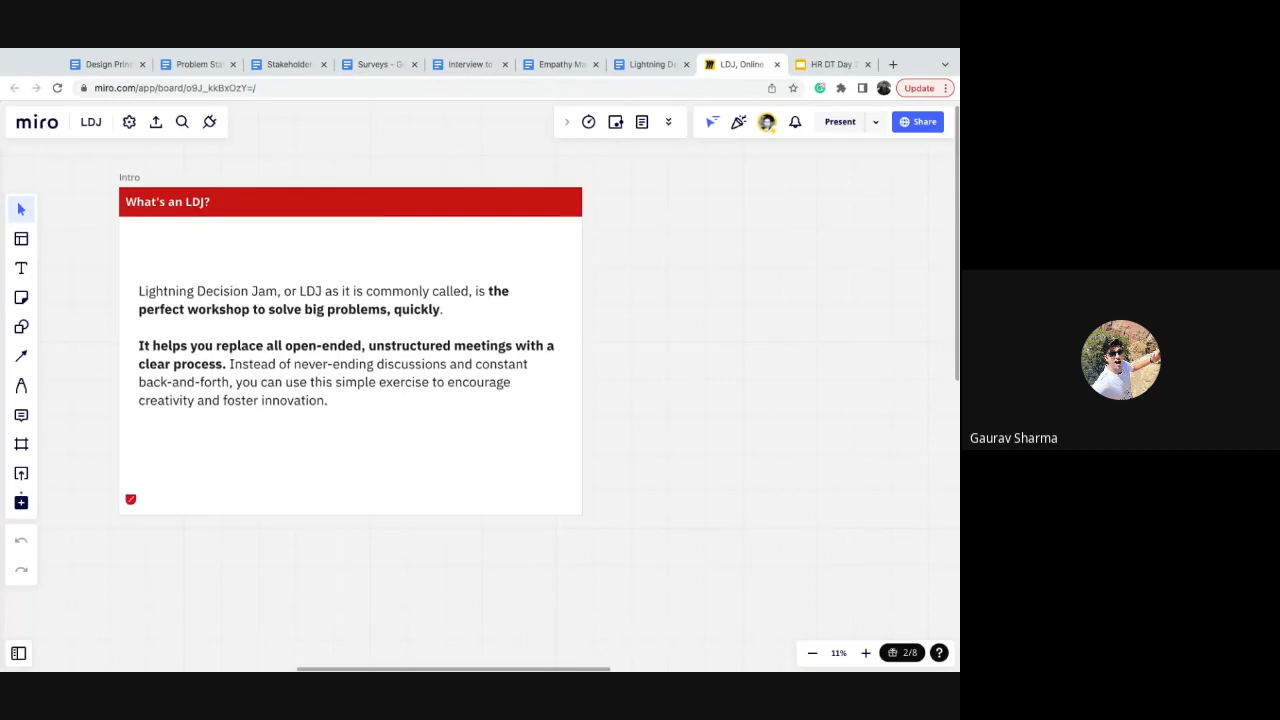 Design Prin
Problem Sta
Stakeholder
Surveys - G
Interview to
Empathy Ma
Lightning De
LDJ, Online
HR DT Day
miro.com/app/board/o9J_kkBxOzY=/
Update
miro
LDJ
Present
Share
Intro
What's an LDJ?
Lightning Decision Jam, or LDJ as it is commonly called, is the
perfect workshop to solve big problems, quickly.
It helps you replace all open-ended, unstructured meetings with a
clear process. Instead of never-ending discussions and constant
back-and-forth, you can use this simple exercise to encourage
creativity and foster innovation.
Gaurav Sharma
11%
2/8